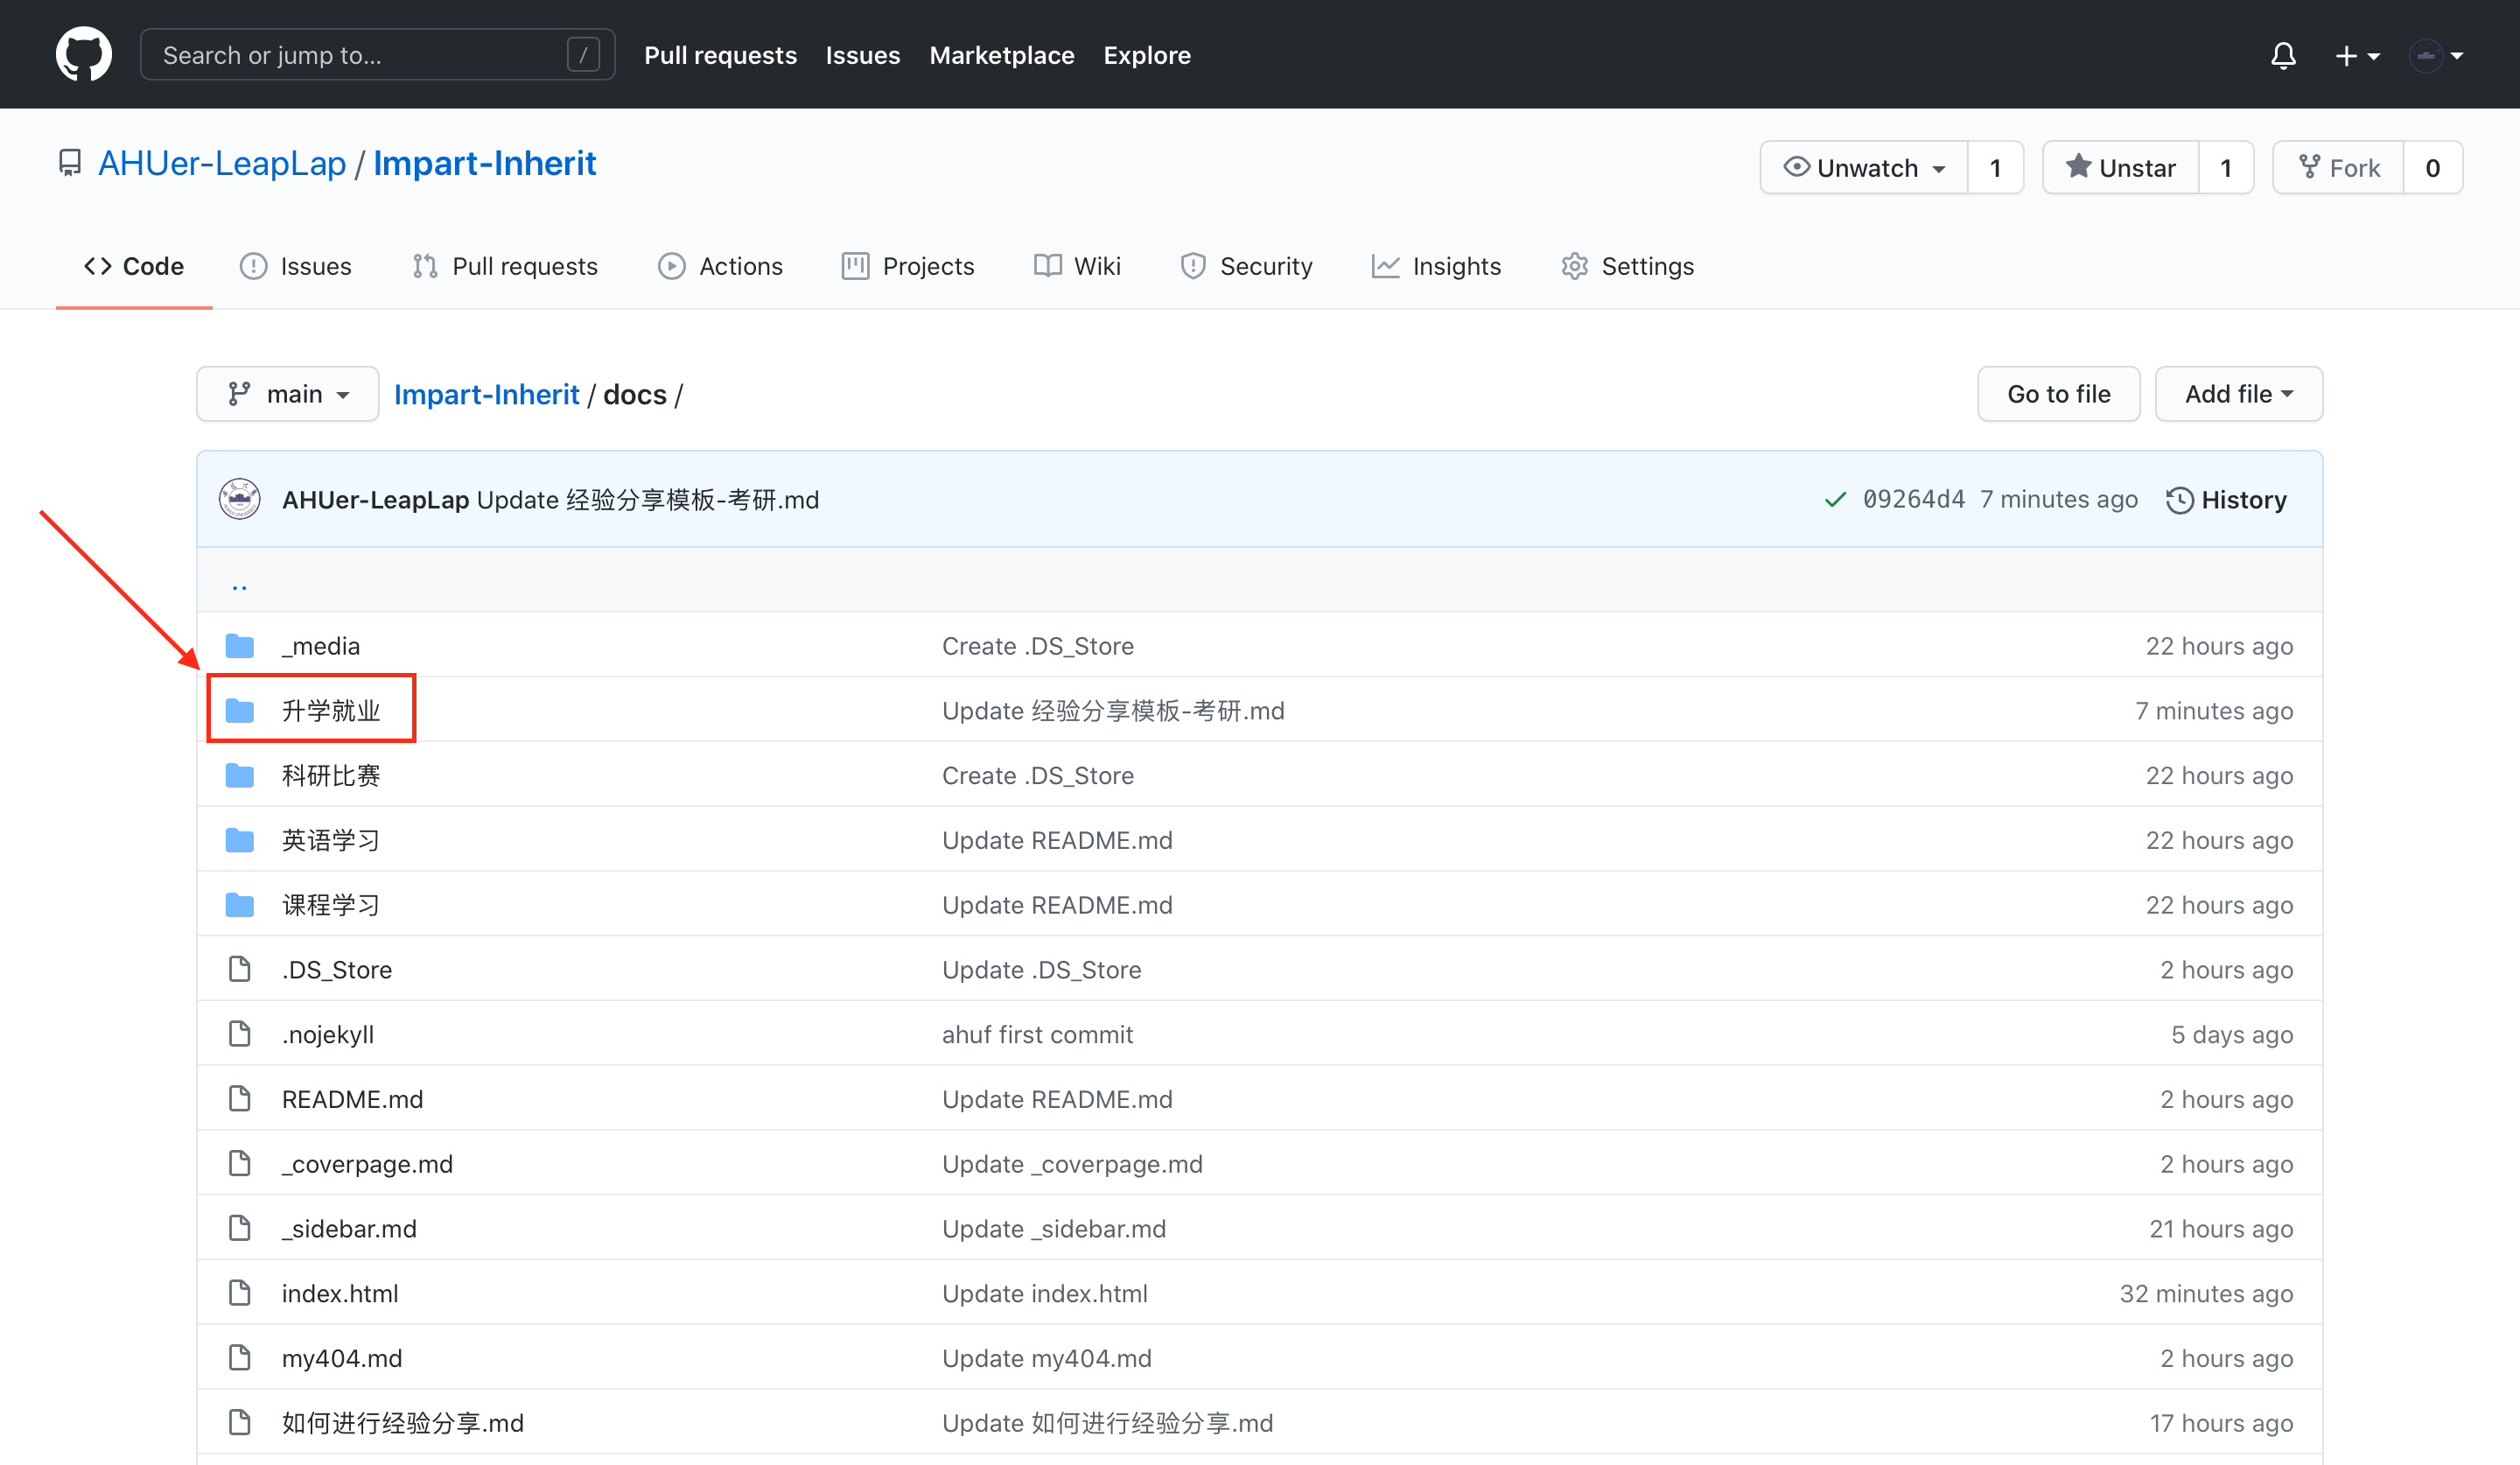 Search or jump to... / Pull requests Issues Marketplace Explore
AHUer-LeapLap / Impart-Inherit Unwatch 1 Unstar 1 Fork 0
Code Issues Pull requests Actions Projects Wiki Security Insights Settings
main Impart-Inherit / docs / Go to file Add file
AHUer-LeapLap Update 经验分享模板-考研.md 09264d4 7 minutes ago History
..
_media Create .DS_Store 22 hours ago
升学就业 Update 经验分享模板-考研.md 7 minutes ago
科研比赛 Create .DS_Store 22 hours ago
英语学习 Update README.md 22 hours ago
课程学习 Update README.md 22 hours ago
.DS_Store Update .DS_Store 2 hours ago
.nojekyll ahuf first commit 5 days ago
README.md Update README.md 2 hours ago
_coverpage.md Update _coverpage.md 2 hours ago
_sidebar.md Update _sidebar.md 21 hours ago
index.html Update index.html 32 minutes ago
my404.md Update my404.md 2 hours ago
如何进行经验分享.md Update 如何进行经验分享.md 17 hours ago